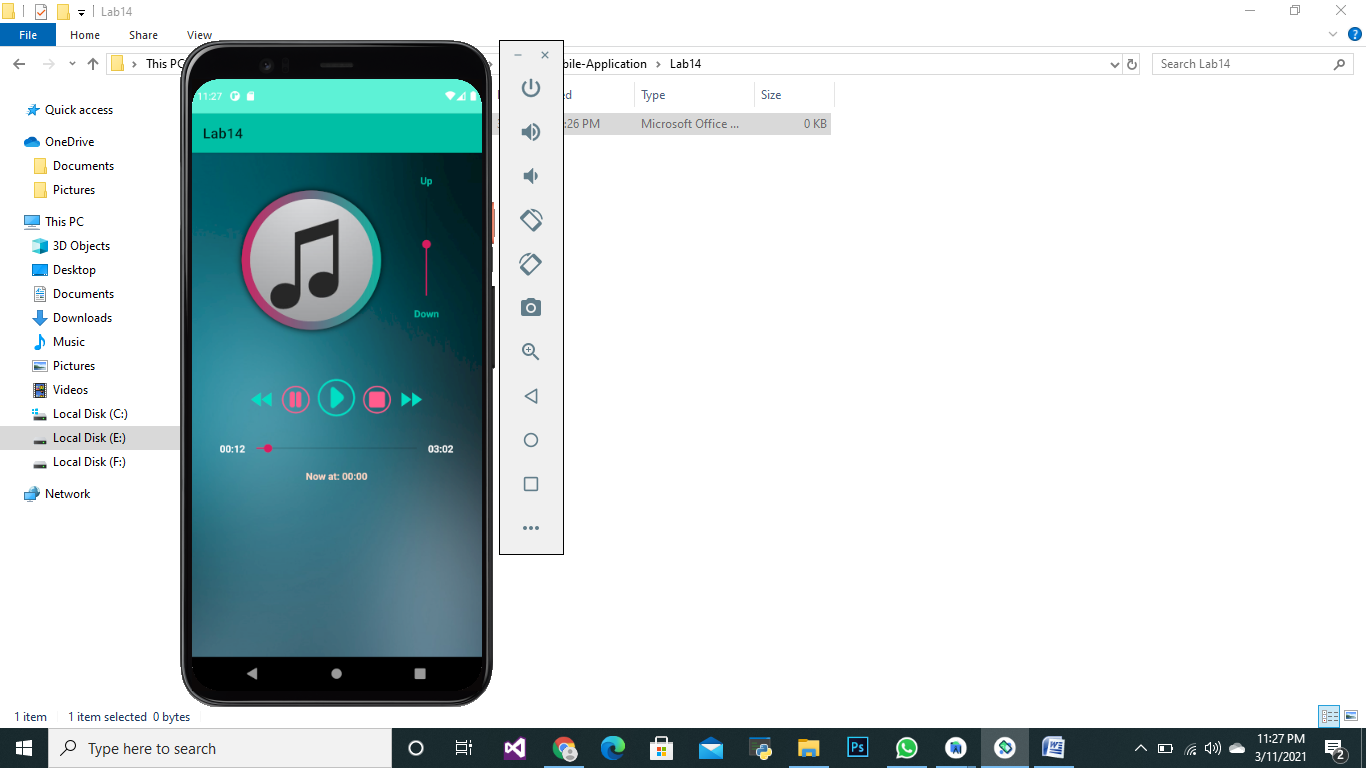 Lab14
File Home Share View
This PC
bile-Application > Lab14
Search Lab14
Type Size
26 PM Microsoft Office ... 0 KB
Quick access
OneDrive
Documents
Pictures
This PC
3D Objects
Desktop
Documents
Downloads
Music
Pictures
Videos
Local Disk (C:)
Local Disk (E:)
Local Disk (F:)
Network
11:27
Lab14
Up
Down
00:12 03:02
Now at: 00:00
1 item 1 item selected 0 bytes
Type here to search
Ps
11:27 PM
3/11/2021
2